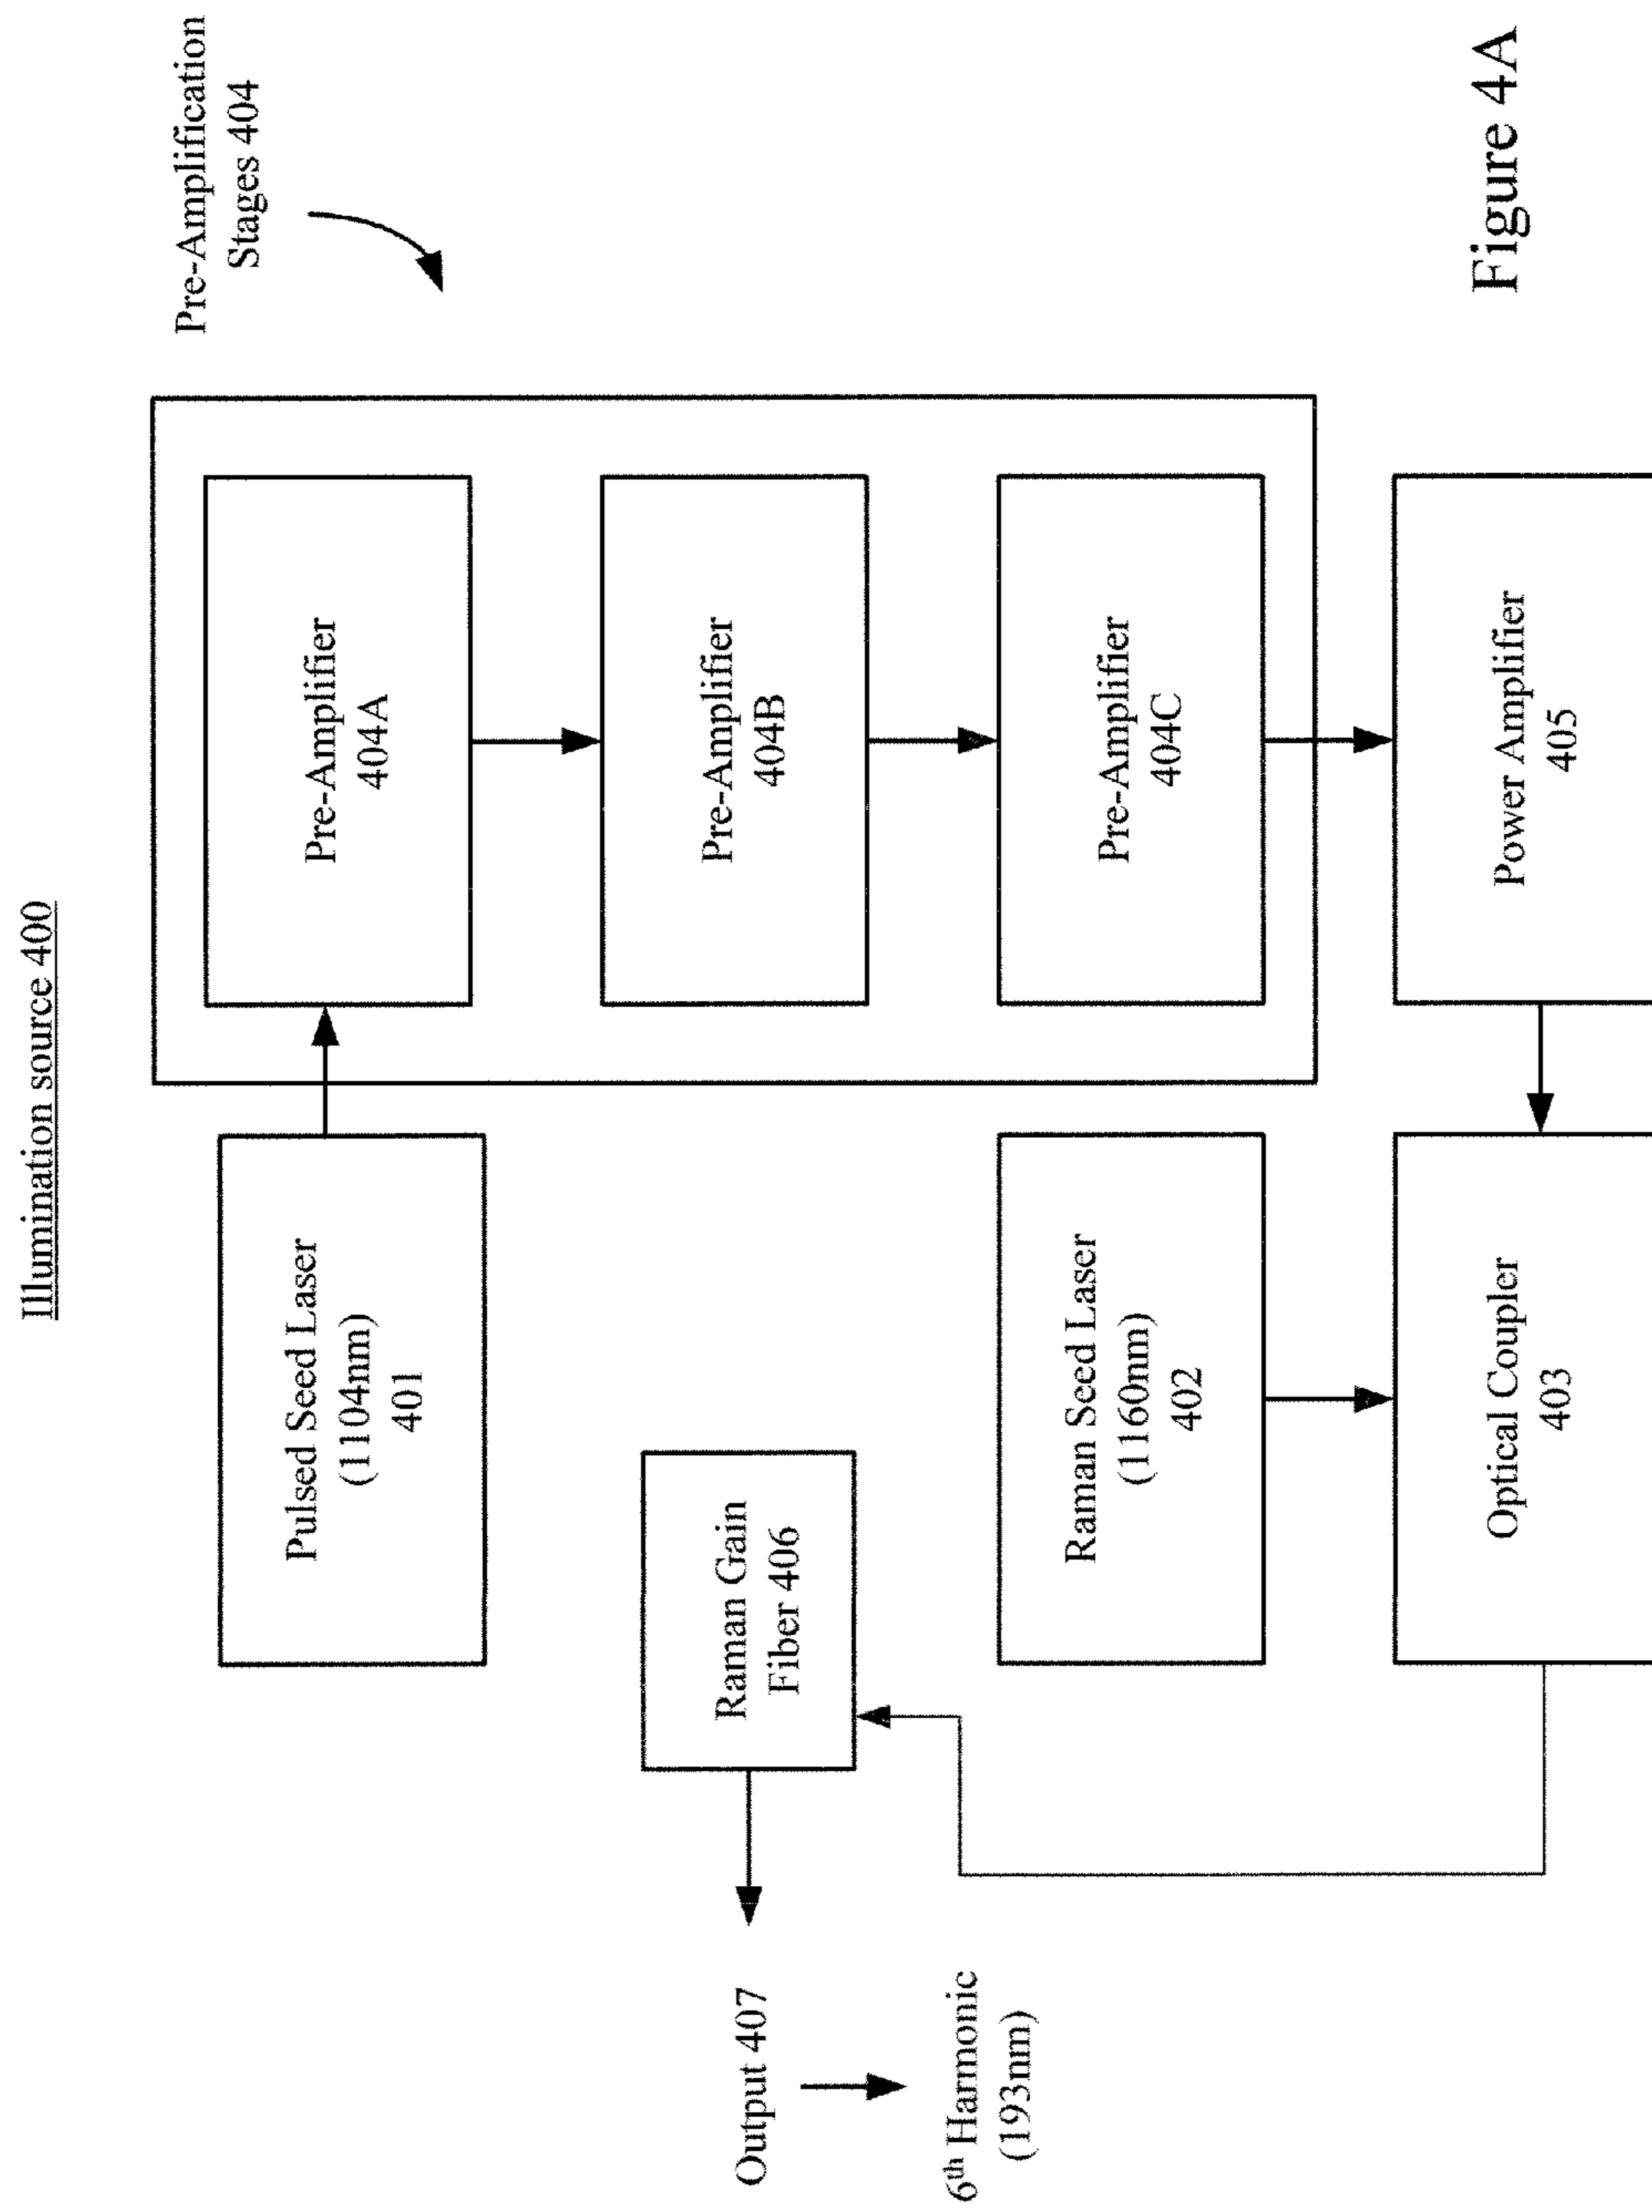 Illumination source 400
Pre-Amplification
Stages 404
Pulsed Seed Laser
(1104nm)
401
Pre-Amplifier
404A
Pre-Amplifier
404B
Pre-Amplifier
404C
Raman Gain
Fiber 406
Raman Seed Laser
(1160nm)
402
Output 407
6th Harmonic
(193nm)
Optical Coupler
403
Power Amplifier
405
Figure 4A